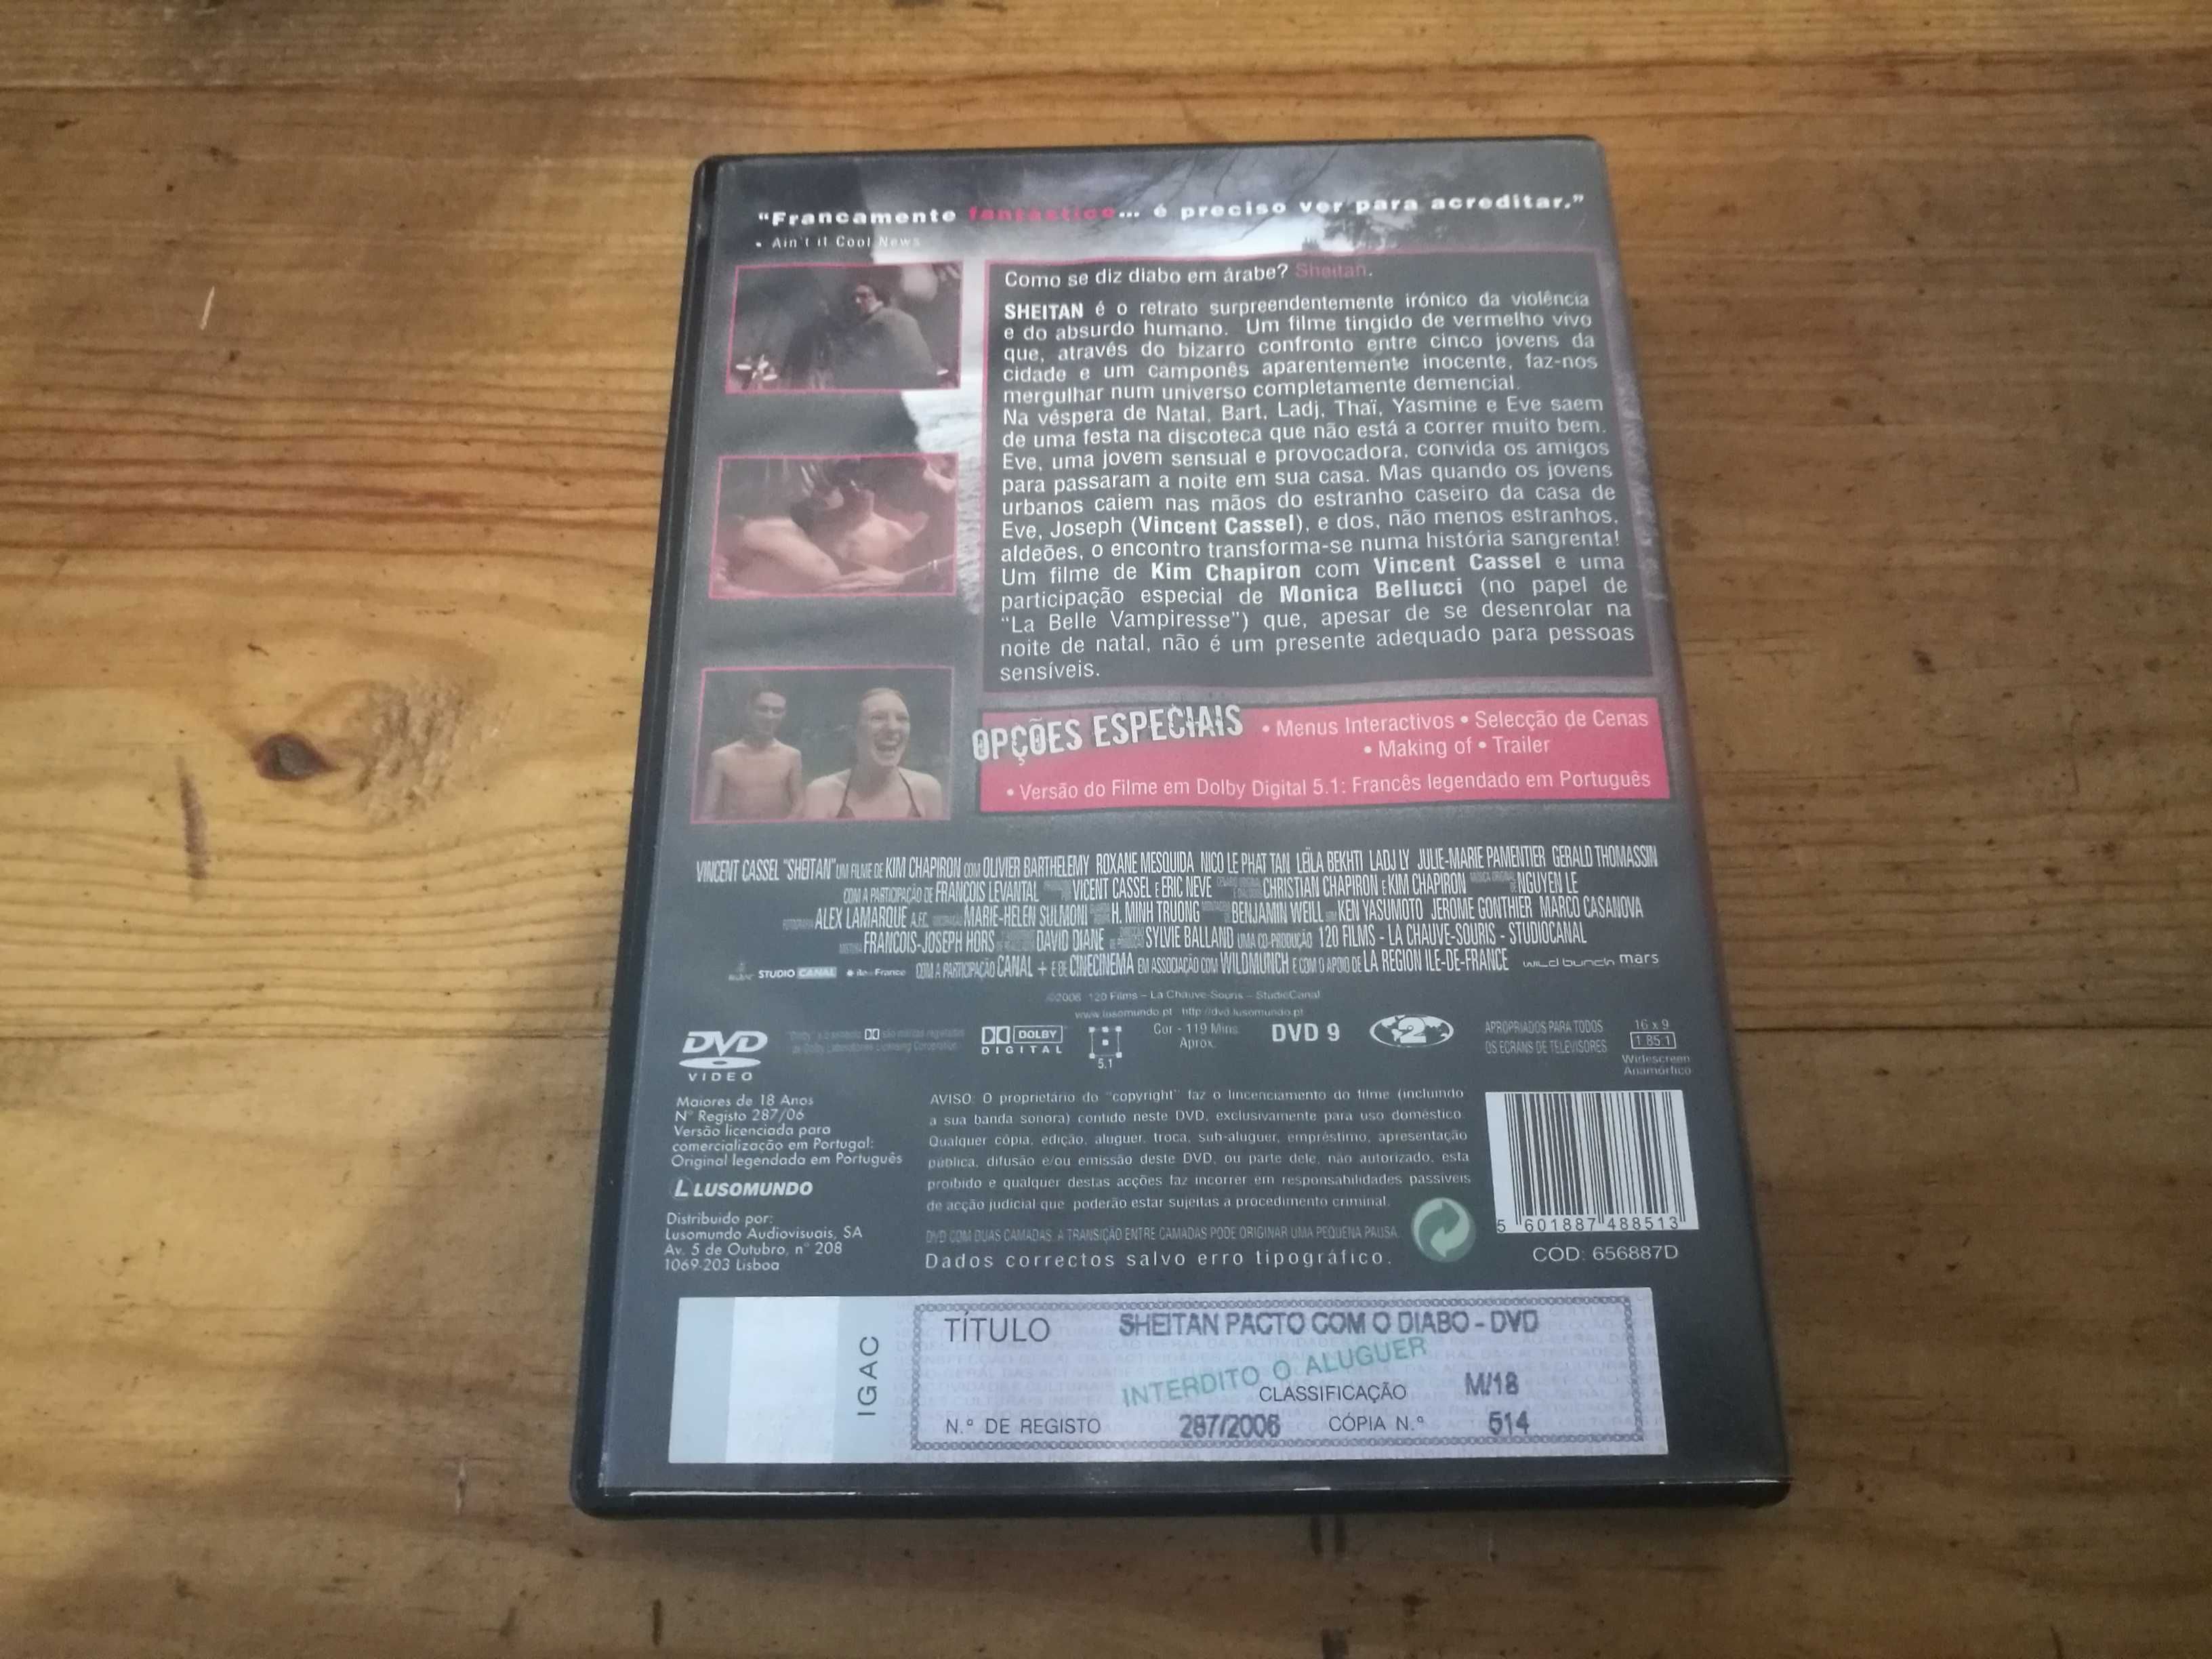 "Francamente fantástico... é preciso ver para acreditar."
• Ain't it Cool News
Como se diz diabo em árabe? Sheitan.
SHEITAN é o retrato surpreendentemente irónico da violência
e do absurdo humano. Um filme tingido de vermelho vivo
que, através do bizarro confronto entre cinco jovens da
cidade e um camponês aparentemente inocente, faz-nos
mergulhar num universo completamente demencial.
Na véspera de Natal, Bart, Ladj, Thaï, Yasmine e Eve saem
de uma festa na discoteca que não está a correr muito bem.
Eve, uma jovem sensual e provocadora, convida os amigos
para passaram a noite em sua casa. Mas quando os jovens
urbanos caiem nas mãos do estranho caseiro da casa de
Eve, Joseph (Vincent Cassel), e dos, não menos estranhos,
aldeões, o encontro transforma-se numa história sangrenta!
Um filme de Kim Chapiron com Vincent Cassel e uma
participação especial de Monica Bellucci (no papel de
"La Belle Vampiresse") que, apesar de se desenrolar na
noite de natal, não é um presente adequado para pessoas
sensíveis.
OPÇÕES ESPECIAIS • Menus Interactivos • Selecção de Cenas
• Making of • Trailer
• Versão do Filme em Dolby Digital 5.1: Francês legendado em Português
VINCENT CASSEL "SHEITAN" UM FILME DE KIM CHAPIRON COM OLIVIER BARTHELEMY ROXANE MESQUIDA NICO LE PHAT TAN LEÏLA BEKHTI LADJ LY JULIE-MARIE PAMENTIER GERALD THOMASSIN
COM A PARTICIPAÇÃO DE FRANCOIS LEVANTAL VICENT CASSEL E ERIC NEVE CHRISTIAN CHAPIRON E KIM CHAPIRON NGUYEN LE
ALEX LAMARQUE A.F.C. MARIE-HELEN SULMONI H. MINH TRUONG BENJAMIN WEILL SOM KEN YASUMOTO JEROME GONTHIER MARCO CASANOVA
FRANCOIS-JOSEPH HORS DAVID DIANE SYLVIE BALLAND UMA CO-PRODUÇÃO 120 FILMS - LA CHAUVE-SOURIS - STUDIOCANAL
STUDIO CANAL île-de-France COM A PARTICIPAÇÃO CANAL + E DE CINECINEMA EM ASSOCIAÇÃO COM WILDMUNCH E COM O APOIO DE LA REGION ILE-DE-FRANCE wild bunch mars
©2006 120 Films - La Chauve-Souris - StudioCanal
www.lusomundo.pt http://dvd.lusomundo.pt
DVD VIDEO
DOLBY DIGITAL
5.1
Cor - 119 Mins. Aprox.
DVD 9
2
APROPRIADOS PARA TODOS
OS ECRANS DE TELEVISORES
16 x 9
1.85:1
Widescreen
Anamórfico
Maiores de 18 Anos
Nº Registo 287/06
Versão licenciada para
comercialização em Portugal:
Original legendada em Português
LUSOMUNDO
Distribuido por:
Lusomundo Audiovisuais, SA
Av. 5 de Outubro, nº 208
1069-203 Lisboa
AVISO: O proprietário do "copyright" faz o lincenciamento do filme (incluindo
a sua banda sonora) contido neste DVD, exclusivamente para uso doméstico.
Qualquer cópia, edição, aluguer, troca, sub-aluguer, empréstimo, apresentação
pública, difusão e/ou emissão deste DVD, ou parte dele, não autorizado, esta
proibido e qualquer destas acções faz incorrer em responsabilidades passiveis
de acção judicial que poderão estar sujeitas a procedimento criminal.
DVD COM DUAS CAMADAS. A TRANSIÇÃO ENTRE CAMADAS PODE ORIGINAR UMA PEQUENA PAUSA.
Dados correctos salvo erro tipográfico.
5 601887 488513
COD: 656887D
IGAC
TÍTULO SHEITAN PACTO COM O DIABO - DVD
INTERDITO O ALUGUER
CLASSIFICAÇÃO M/18
N.º DE REGISTO 287/2006 CÓPIA N.º 514